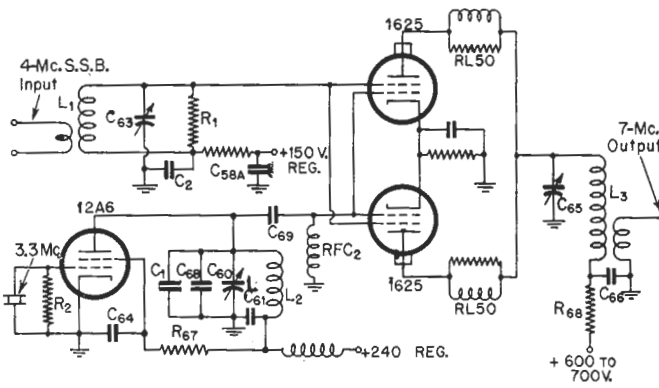 1625
RL50
4-Mc. S.S.B.
Input
L1
C63
R1
C2
C58A
+150 V.
REG.
7-Mc.
Output
C65
L3
12A6
3.3 Mc.
R2
C64
C1
C68
C60
C61
L2
C69
RFC2
1625
RL50
C66
R68
R67
+240 REG.
+ 600 TO
700V.